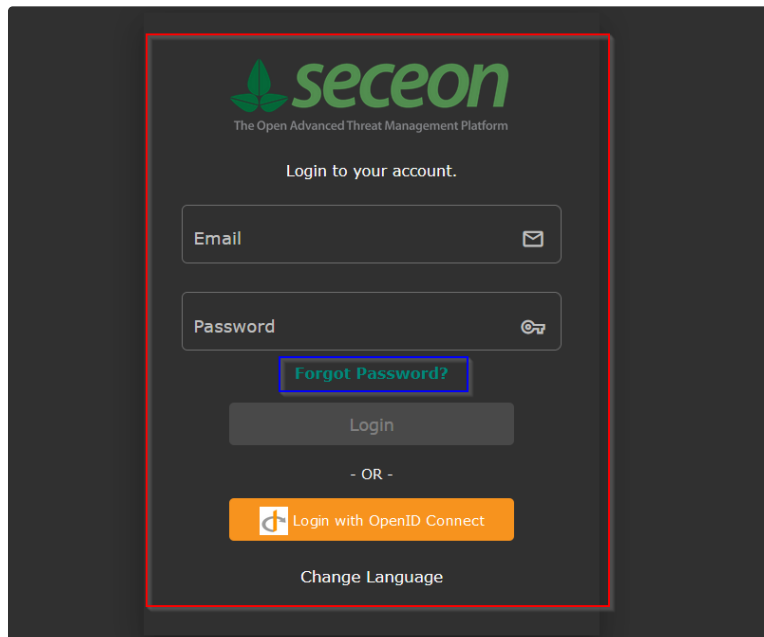 seceon
The Open Advanced Threat Management Platform
Login to your account.
Email
Password
Forgot Password?
Login
- OR -
Login with OpenID Connect
Change Language